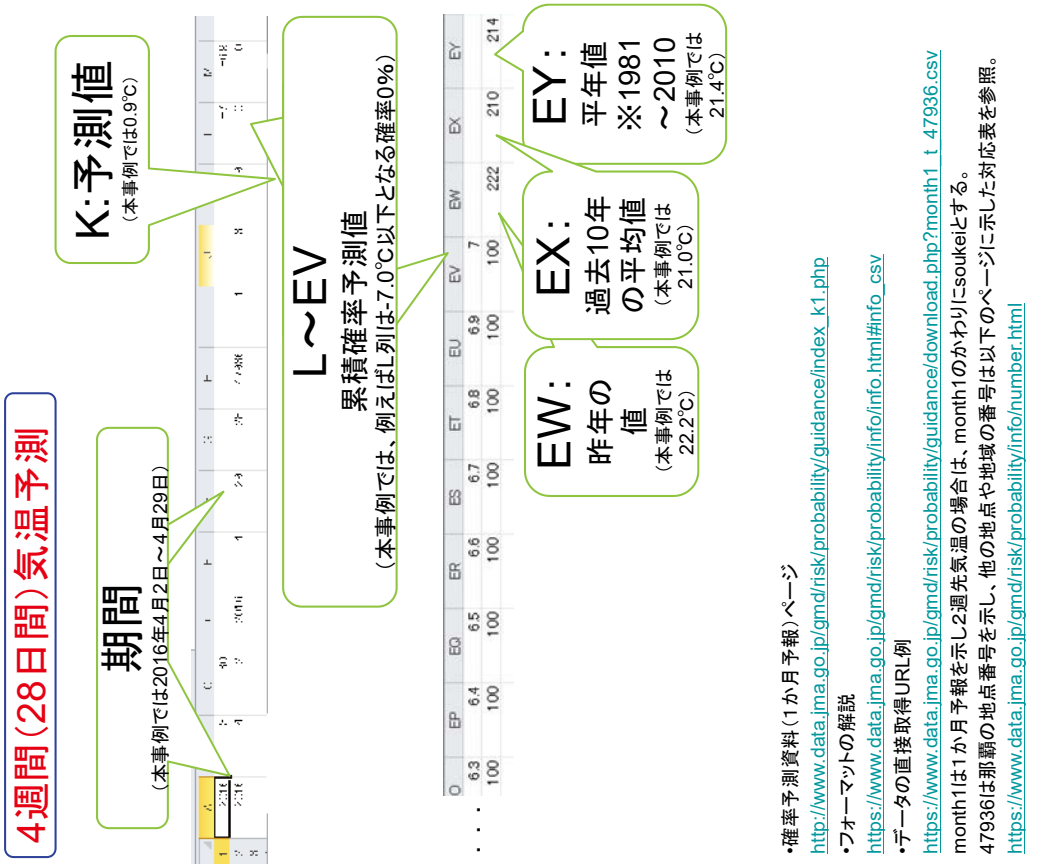 4週間(28日間)気温予測
期間
(本事例では2016年4月2日～4月29日)
K:予測値
(本事例では0.9℃)
L～EV
累積確率予測値
(本事例では、例えばL列は-7.0℃以下となる確率0%)
EP EQ ER ES ET EU EV EW EX EY
6.3 6.4 6.5 6.6 6.7 6.8 6.9 7
100 100 100 100 100 100 100 100 222 210 214
EW：
昨年の
値
(本事例では
22.2℃)
EX：
過去10年
の平均値
(本事例では
21.0℃)
EY：
平年値
※1981
～2010
(本事例では
21.4℃)
・確率予測資料(1か月予報)ページ
http://www.data.jma.go.jp/gmd/risk/probability/guidance/index_k1.php
・フォーマットの解説
https://www.data.jma.go.jp/gmd/risk/probability/info/info.html#info_csv
・データの直接取得URL例
https://www.data.jma.go.jp/gmd/risk/probability/guidance/download.php?month1_t_47936.csv
month1は1か月予報を示し2週先気温の場合は、month1のかわりにsoukeiとする。
47936は那覇の地点番号を示し、他の地点や地域の番号は以下のページに示した対応表を参照。
https://www.data.jma.go.jp/gmd/risk/probability/info/number.html